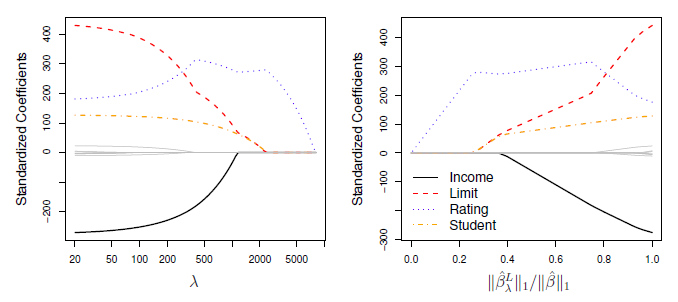 Standardized Coefficients
400
300
200
100
0
−200
20 50 100 200 500 2000 5000
λ
Standardized Coefficients
400
300
200
100
0
−100
−300
0.0 0.2 0.4 0.6 0.8 1.0
‖β̂λᴸ‖₁/‖β̂‖₁
Income
Limit
Rating
Student